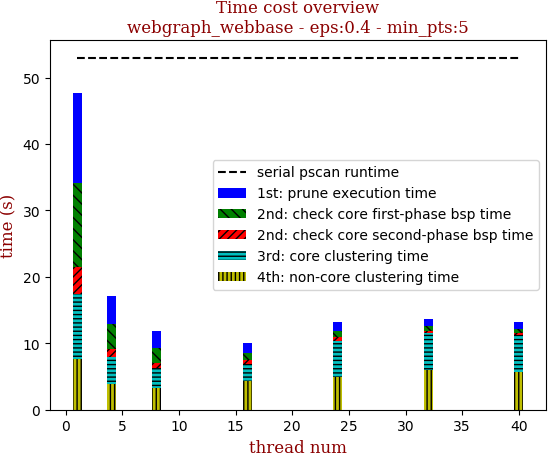 Time cost overview
webgraph_webbase - eps:0.4 - min_pts:5
time (s)
50
40
30
20
10
0
serial pscan runtime
1st: prune execution time
2nd: check core first-phase bsp time
2nd: check core second-phase bsp time
3rd: core clustering time
4th: non-core clustering time
0 5 10 15 20 25 30 35 40
thread num